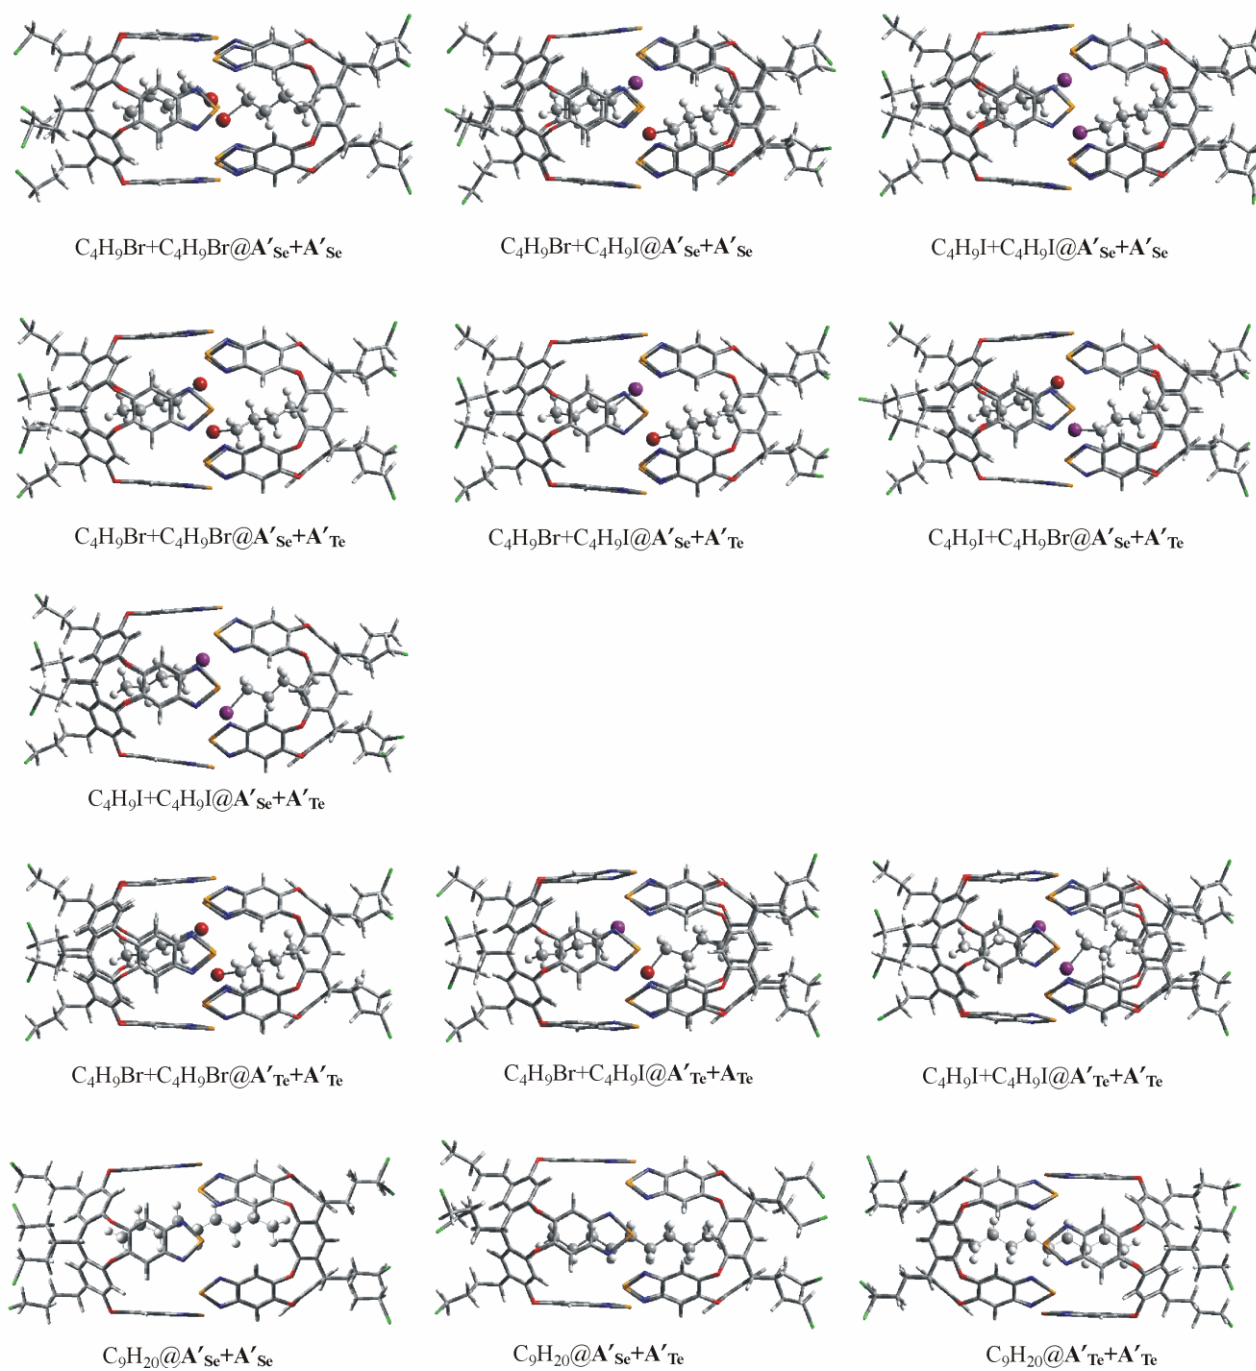 C₄H₉Br+C₄H₉Br@A′Se+A′Se
C₄H₉Br+C₄H₉I@A′Se+A′Se
C₄H₉I+C₄H₉I@A′Se+A′Se
C₄H₉Br+C₄H₉Br@A′Se+A′Te
C₄H₉Br+C₄H₉I@A′Se+A′Te
C₄H₉I+C₄H₉Br@A′Se+A′Te
C₄H₉I+C₄H₉I@A′Se+A′Te
C₄H₉Br+C₄H₉Br@A′Te+A′Te
C₄H₉Br+C₄H₉I@A′Te+ATe
C₄H₉I+C₄H₉I@A′Te+A′Te
C₉H₂₀@A′Se+A′Se
C₉H₂₀@A′Se+A′Te
C₉H₂₀@A′Te+A′Te